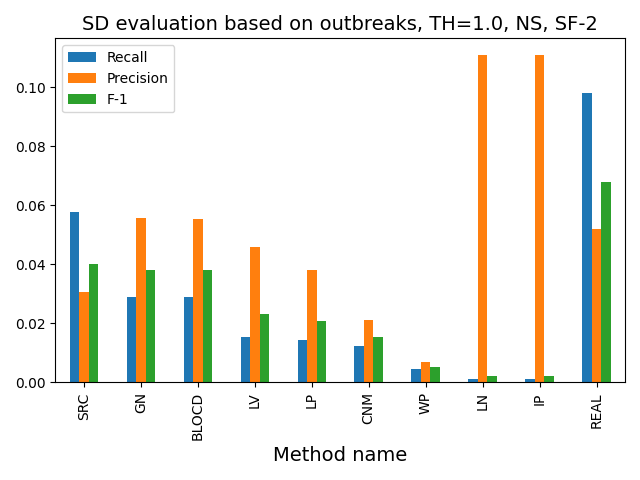 SD evaluation based on outbreaks, TH=1.0, NS, SF-2
Recall
Precision
F-1
0.10
0.08
0.06
0.04
0.02
0.00
SRC
GN
BLOCD
LV
LP
CNM
WP
LN
IP
REAL
Method name